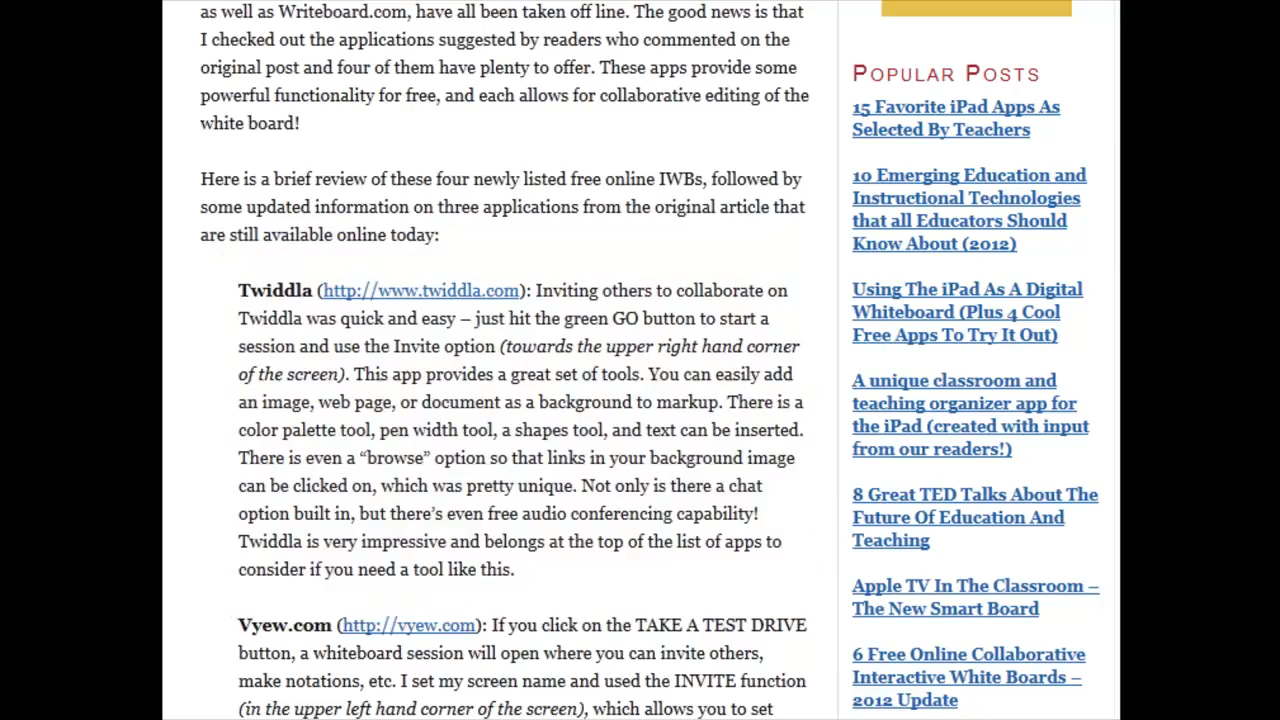 as well as Writeboard.com, have all been taken off line. The good news is that
I checked out the applications suggested by readers who commented on the
original post and four of them have plenty to offer. These apps provide some
powerful functionality for free, and each allows for collaborative editing of the
white board!
Here is a brief review of these four newly listed free online IWBs, followed by
some updated information on three applications from the original article that
are still available online today:
Twiddla (http://www.twiddla.com): Inviting others to collaborate on
Twiddla was quick and easy – just hit the green GO button to start a
session and use the Invite option (towards the upper right hand corner
of the screen). This app provides a great set of tools. You can easily add
an image, web page, or document as a background to markup. There is a
color palette tool, pen width tool, a shapes tool, and text can be inserted.
There is even a “browse” option so that links in your background image
can be clicked on, which was pretty unique. Not only is there a chat
option built in, but there’s even free audio conferencing capability!
Twiddla is very impressive and belongs at the top of the list of apps to
consider if you need a tool like this.
Vyew.com (http://vyew.com): If you click on the TAKE A TEST DRIVE
button, a whiteboard session will open where you can invite others,
make notations, etc. I set my screen name and used the INVITE function
(in the upper left hand corner of the screen), which allows you to set
Popular Posts
15 Favorite iPad Apps As
Selected By Teachers
10 Emerging Education and
Instructional Technologies
that all Educators Should
Know About (2012)
Using The iPad As A Digital
Whiteboard (Plus 4 Cool
Free Apps To Try It Out)
A unique classroom and
teaching organizer app for
the iPad (created with input
from our readers!)
8 Great TED Talks About The
Future Of Education And
Teaching
Apple TV In The Classroom –
The New Smart Board
6 Free Online Collaborative
Interactive White Boards –
2012 Update